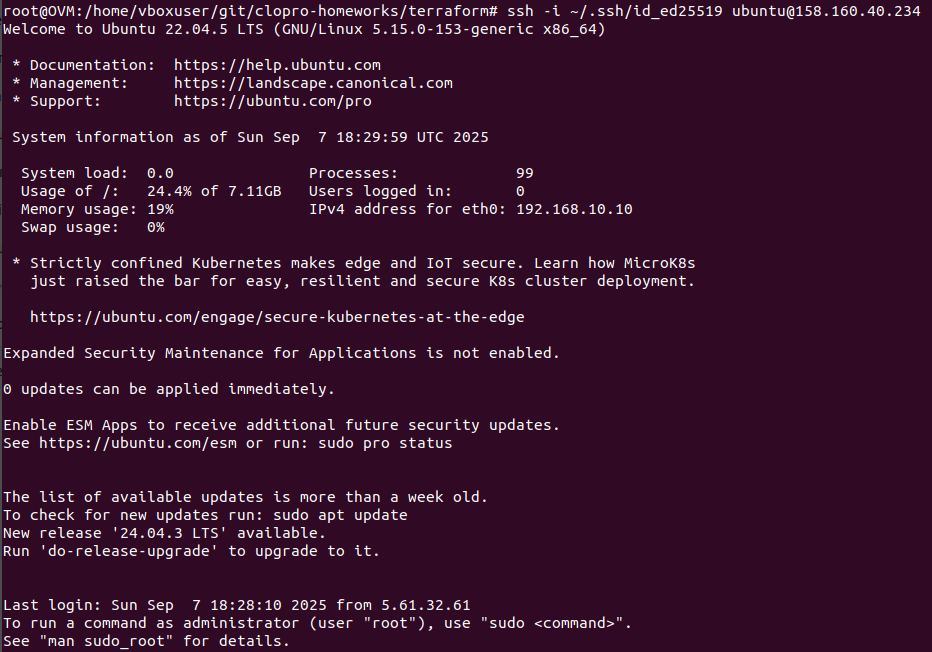 root@OVM:/home/vboxuser/git/clopro-homeworks/terraform# ssh -i ~/.ssh/id_ed25519 ubuntu@158.160.40.234
Welcome to Ubuntu 22.04.5 LTS (GNU/Linux 5.15.0-153-generic x86_64)
* Documentation:  https://help.ubuntu.com
* Management:     https://landscape.canonical.com
* Support:        https://ubuntu.com/pro
System information as of Sun Sep  7 18:29:59 UTC 2025
System load:  0.0               Processes:             99
Usage of /:   24.4% of 7.11GB   Users logged in:       0
Memory usage: 19%               IPv4 address for eth0: 192.168.10.10
Swap usage:   0%
* Strictly confined Kubernetes makes edge and IoT secure. Learn how MicroK8s
just raised the bar for easy, resilient and secure K8s cluster deployment.
https://ubuntu.com/engage/secure-kubernetes-at-the-edge
Expanded Security Maintenance for Applications is not enabled.
0 updates can be applied immediately.
Enable ESM Apps to receive additional future security updates.
See https://ubuntu.com/esm or run: sudo pro status
The list of available updates is more than a week old.
To check for new updates run: sudo apt update
New release '24.04.3 LTS' available.
Run 'do-release-upgrade' to upgrade to it.
Last login: Sun Sep  7 18:28:10 2025 from 5.61.32.61
To run a command as administrator (user "root"), use "sudo <command>".
See "man sudo_root" for details.